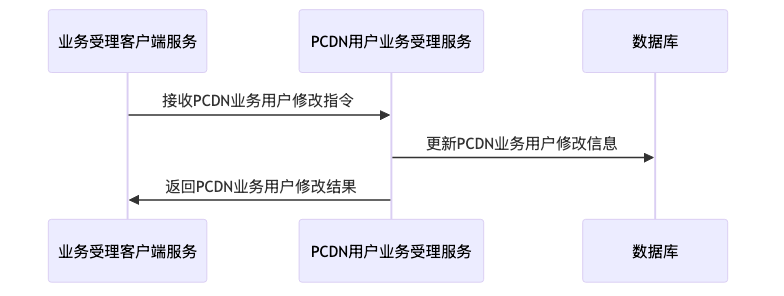 业务受理客户端服务
PCDN用户业务受理服务
数据库
接收PCDN业务用户修改指令
更新PCDN业务用户修改信息
返回PCDN业务用户修改结果
业务受理客户端服务
PCDN用户业务受理服务
数据库